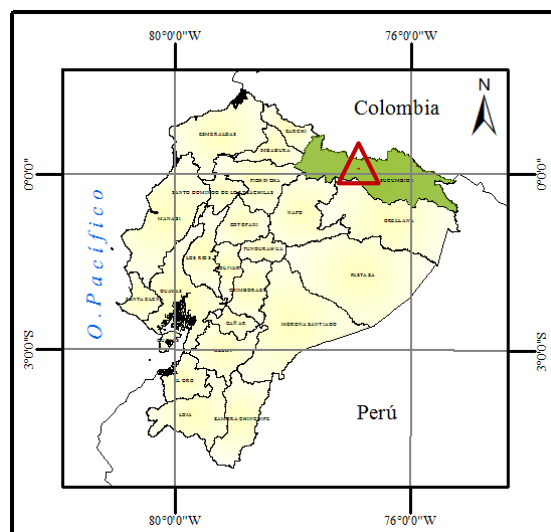 80°0'0"W
76°0'0"W
N
Colombia
CARCHI
ESMERALDAS
IMBABURA
0°0'0"
0°0'0"
SUCUMBIOS
PICHINCHA
SANTO DOMINGO DE LOS TSACHILAS
NAPO
ORELLANA
MANABI
COTOPAXI
O. Pacífico
TUNGURAHUA
LOS RIOS
BOLIVAR
PASTAZA
CHIMBORAZO
GUAYAS
SANTA ELENA
MORONA SANTIAGO
CAÑAR
3°0'0"S
3°0'0"S
EL ORO
Perú
LOJA
ZAMORA CHINCHIPE
80°0'0"W
76°0'0"W